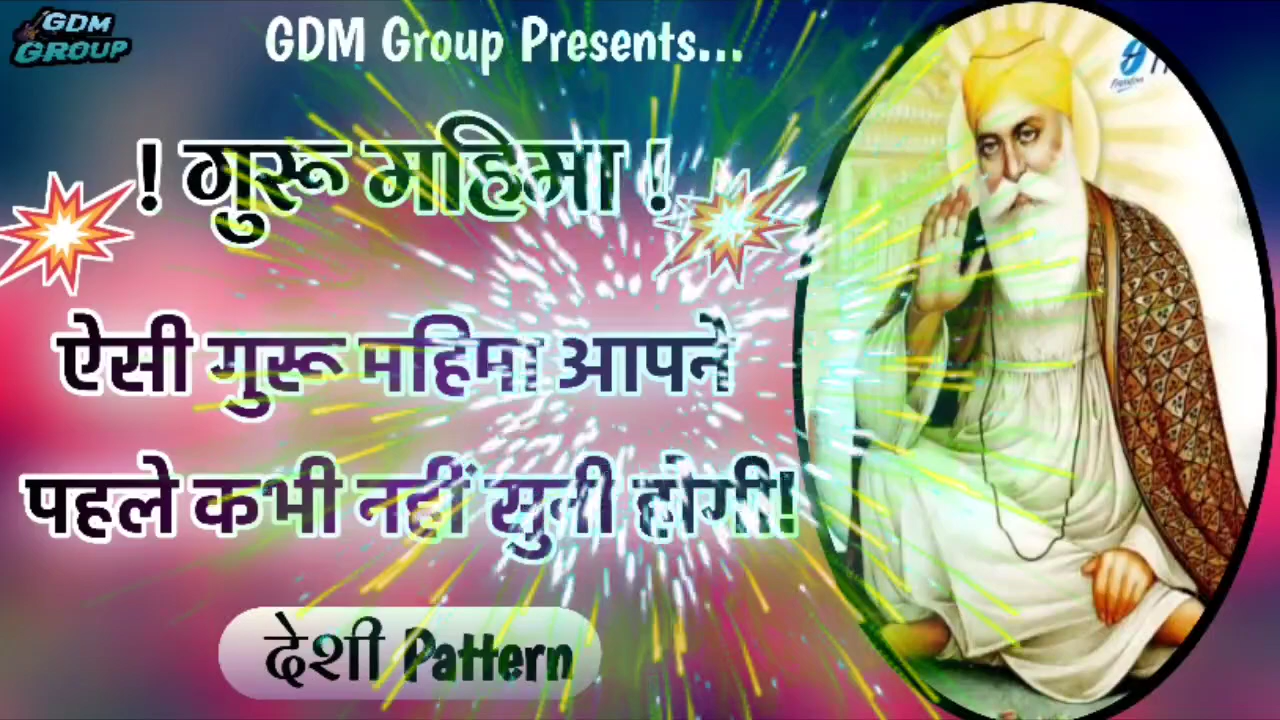 GDM
GROUP
GDM Group Presents...
! गुरू महिमा !
ऐसी गुरू महिमा आपने
पहले कभी नहीं सुनी होगी!
देशी Pattern